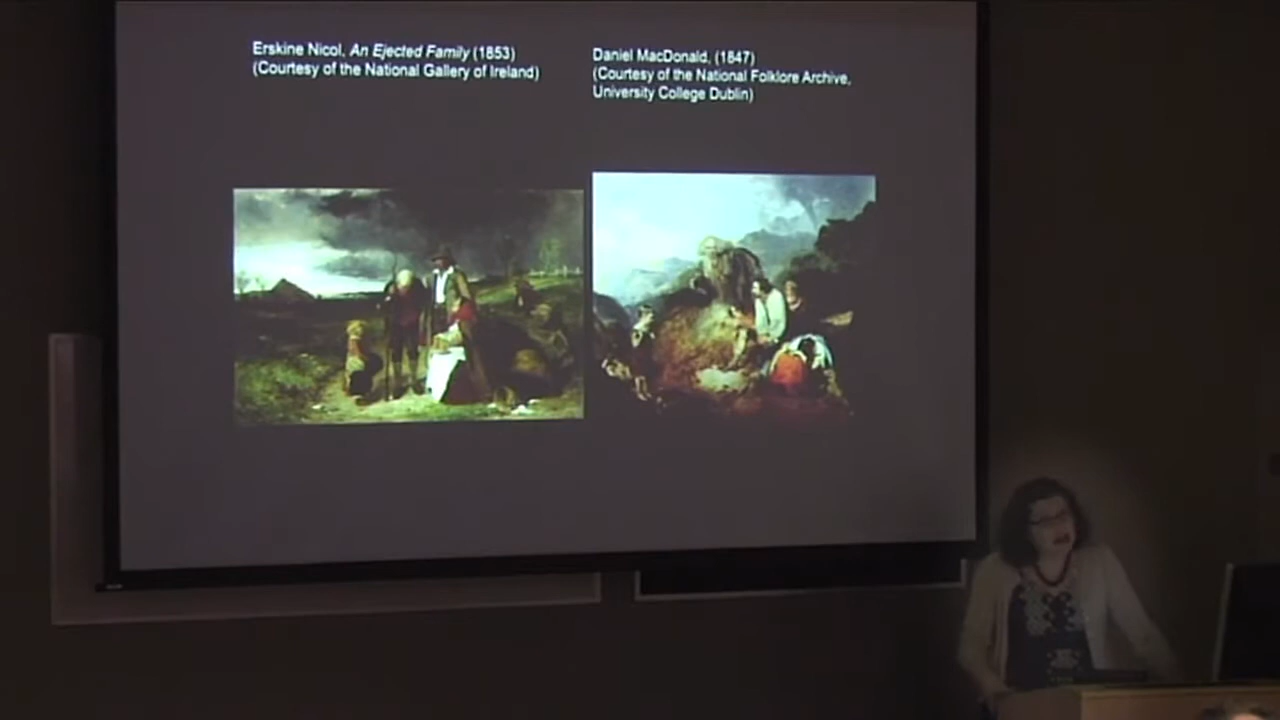 Erskine Nicol, An Ejected Family (1853)
(Courtesy of the National Gallery of Ireland)
Daniel MacDonald, (1847)
(Courtesy of the National Folklore Archive,
University College Dublin)